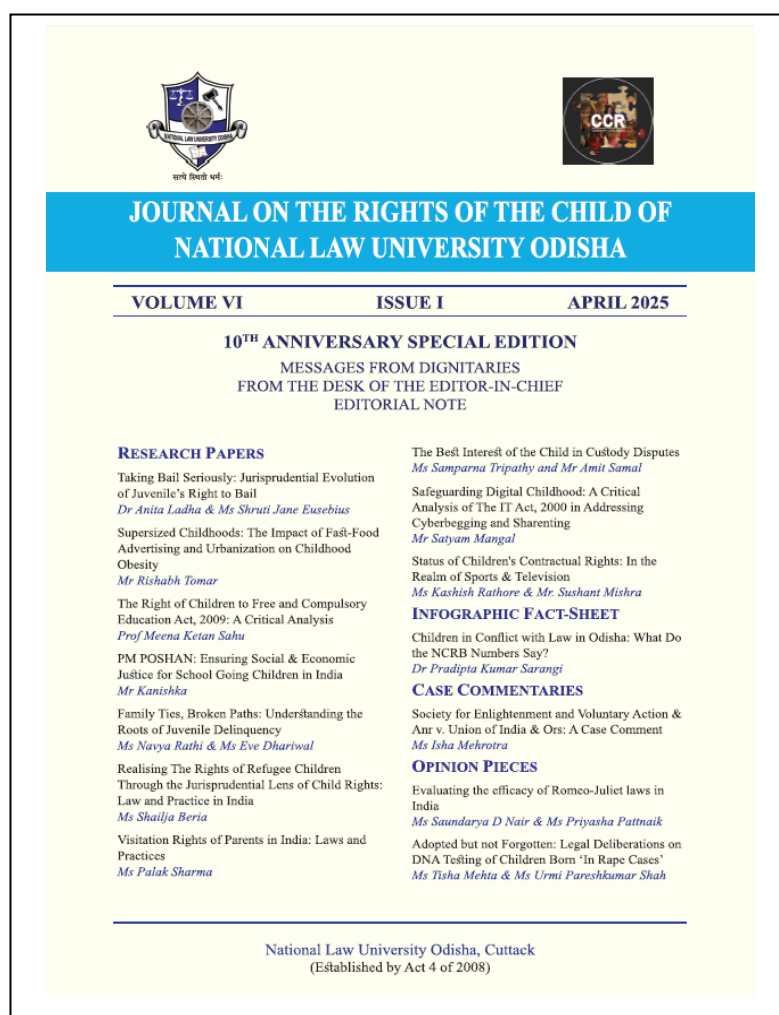 NATIONAL LAW UNIVERSITY ODISHA
सत्ये स्थितो धर्मः
CCR
JOURNAL ON THE RIGHTS OF THE CHILD OF
NATIONAL LAW UNIVERSITY ODISHA
VOLUME VI ISSUE I APRIL 2025
10TH ANNIVERSARY SPECIAL EDITION
MESSAGES FROM DIGNITARIES
FROM THE DESK OF THE EDITOR-IN-CHIEF
EDITORIAL NOTE
RESEARCH PAPERS
Taking Bail Seriously: Jurisprudential Evolution
of Juvenile's Right to Bail
Dr Anita Ladha & Ms Shruti Jane Eusebius
Supersized Childhoods: The Impact of Fast-Food
Advertising and Urbanization on Childhood
Obesity
Mr Rishabh Tomar
The Right of Children to Free and Compulsory
Education Act, 2009: A Critical Analysis
Prof Meena Ketan Sahu
PM POSHAN: Ensuring Social & Economic
Justice for School Going Children in India
Mr Kanishka
Family Ties, Broken Paths: Understanding the
Roots of Juvenile Delinquency
Ms Navya Rathi & Ms Eve Dhariwal
Realising The Rights of Refugee Children
Through the Jurisprudential Lens of Child Rights:
Law and Practice in India
Ms Shailja Beria
Visitation Rights of Parents in India: Laws and
Practices
Ms Palak Sharma
The Best Interest of the Child in Custody Disputes
Ms Samparna Tripathy and Mr Amit Samal
Safeguarding Digital Childhood: A Critical
Analysis of The IT Act, 2000 in Addressing
Cyberbegging and Sharenting
Mr Satyam Mangal
Status of Children's Contractual Rights: In the
Realm of Sports & Television
Ms Kashish Rathore & Mr. Sushant Mishra
INFOGRAPHIC FACT-SHEET
Children in Conflict with Law in Odisha: What Do
the NCRB Numbers Say?
Dr Pradipta Kumar Sarangi
CASE COMMENTARIES
Society for Enlightenment and Voluntary Action &
Anr v. Union of India & Ors: A Case Comment
Ms Isha Mehrotra
OPINION PIECES
Evaluating the efficacy of Romeo-Juliet laws in
India
Ms Saundarya D Nair & Ms Priyasha Pattnaik
Adopted but not Forgotten: Legal Deliberations on
DNA Testing of Children Born 'In Rape Cases'
Ms Tisha Mehta & Ms Urmi Pareshkumar Shah
National Law University Odisha, Cuttack
(Established by Act 4 of 2008)